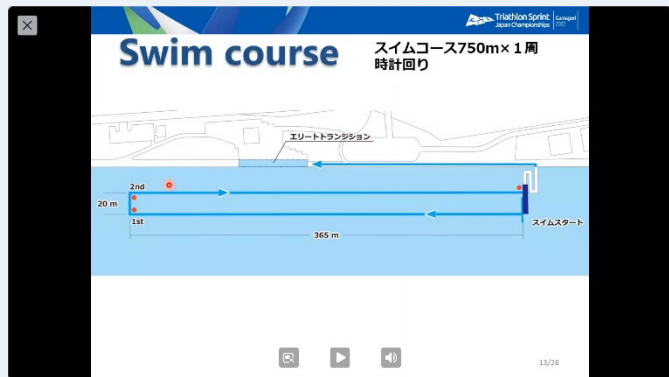 Triathlon Sprint
Japan Championships
Gamagori
2022
Swim course
スイムコース750m×１周
時計回り
エリートトランジション
2nd
20 m
1st
スイムスタート
365 m
13/28